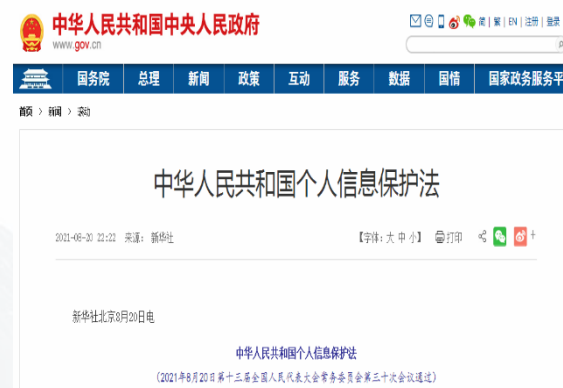 中华人民共和国中央人民政府
www.gov.cn
简 | 繁 | EN | 注册 | 登录
国务院 总理 新闻 政策 互动 服务 数据 国情 国家政务服务平
首页 > 新闻 > 滚动
中华人民共和国个人信息保护法
2021-08-20 22:22 来源： 新华社 【字体：大 中 小】 打印
新华社北京8月20日电
中华人民共和国个人信息保护法
（2021年8月20日第十三届全国人民代表大会常务委员会第三十次会议通过）